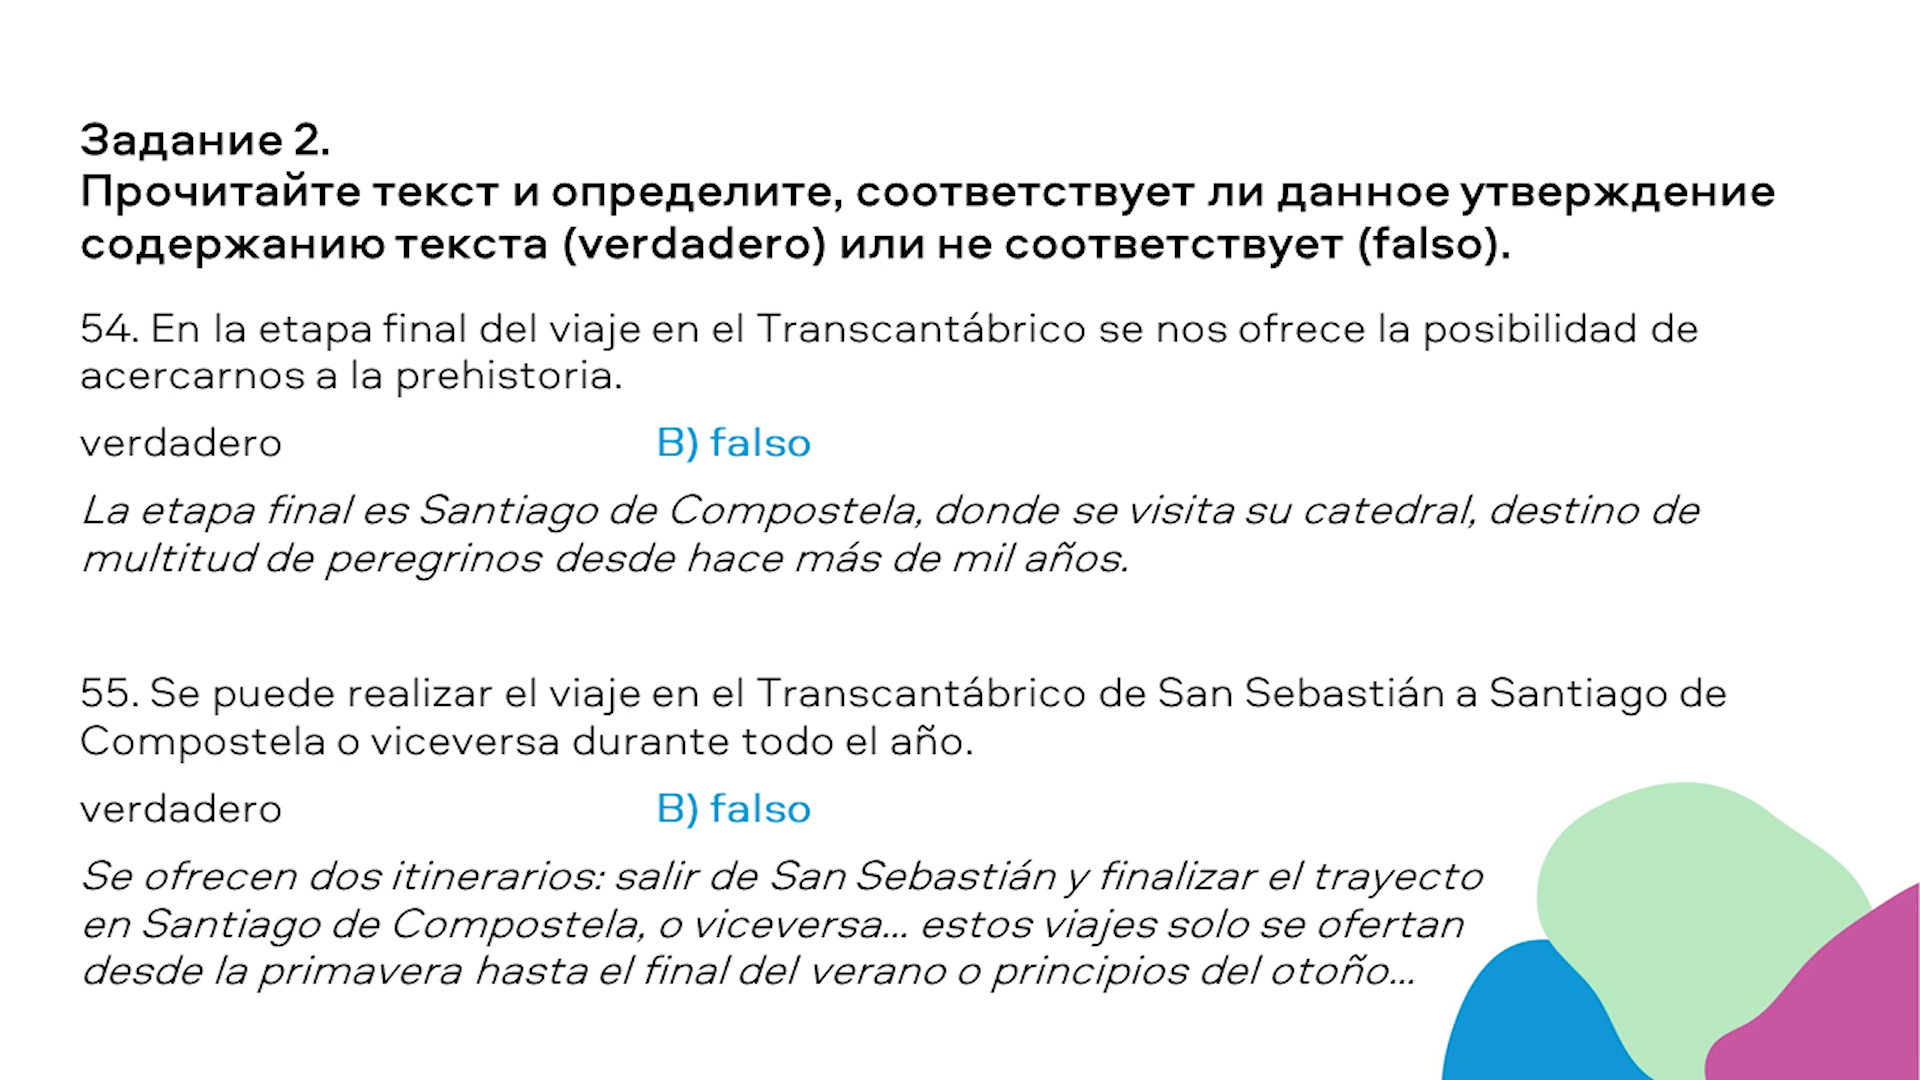 Задание 2.
Прочитайте текст и определите, соответствует ли данное утверждение
содержанию текста (verdadero) или не соответствует (falso).
54. En la etapa final del viaje en el Transcantábrico se nos ofrece la posibilidad de
acercarnos a la prehistoria.
verdadero B) falso
La etapa final es Santiago de Compostela, donde se visita su catedral, destino de
multitud de peregrinos desde hace más de mil años.
55. Se puede realizar el viaje en el Transcantábrico de San Sebastián a Santiago de
Compostela o viceversa durante todo el año.
verdadero B) falso
Se ofrecen dos itinerarios: salir de San Sebastián y finalizar el trayecto
en Santiago de Compostela, o viceversa... estos viajes solo se ofertan
desde la primavera hasta el final del verano o principios del otoño...